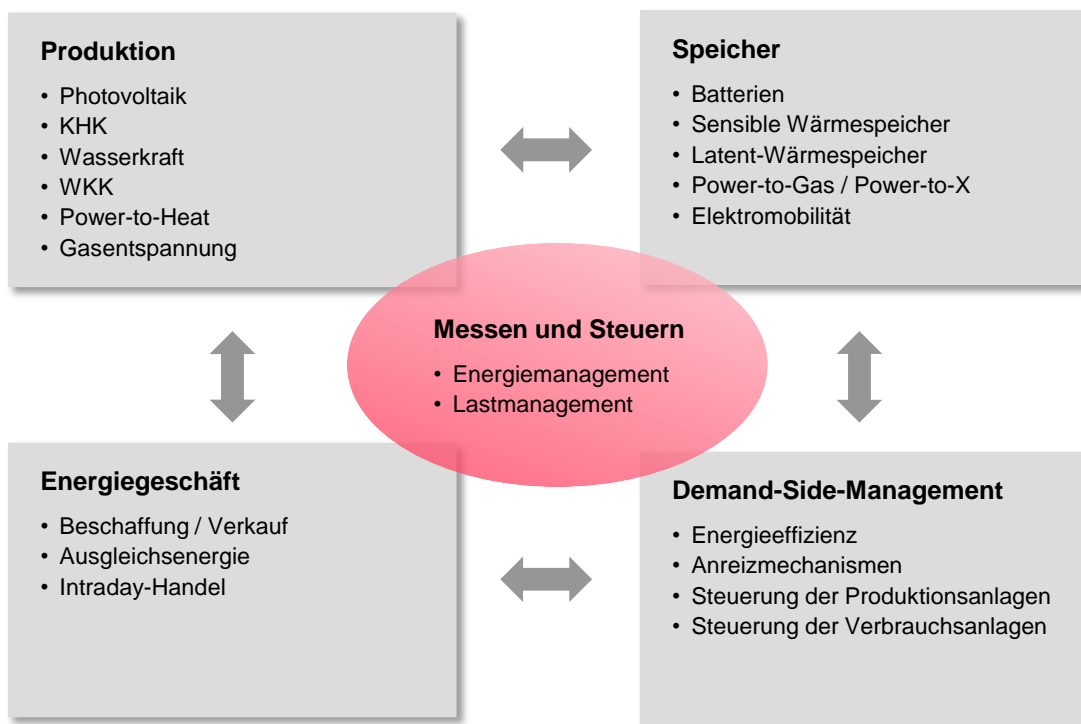 Produktion
• Photovoltaik
• KHK
• Wasserkraft
• WKK
• Power-to-Heat
• Gasentspannung
Speicher
• Batterien
• Sensible Wärmespeicher
• Latent-Wärmespeicher
• Power-to-Gas / Power-to-X
• Elektromobilität
Messen und Steuern
• Energiemanagement
• Lastmanagement
Energiegeschäft
• Beschaffung / Verkauf
• Ausgleichsenergie
• Intraday-Handel
Demand-Side-Management
• Energieeffizienz
• Anreizmechanismen
• Steuerung der Produktionsanlagen
• Steuerung der Verbrauchsanlagen